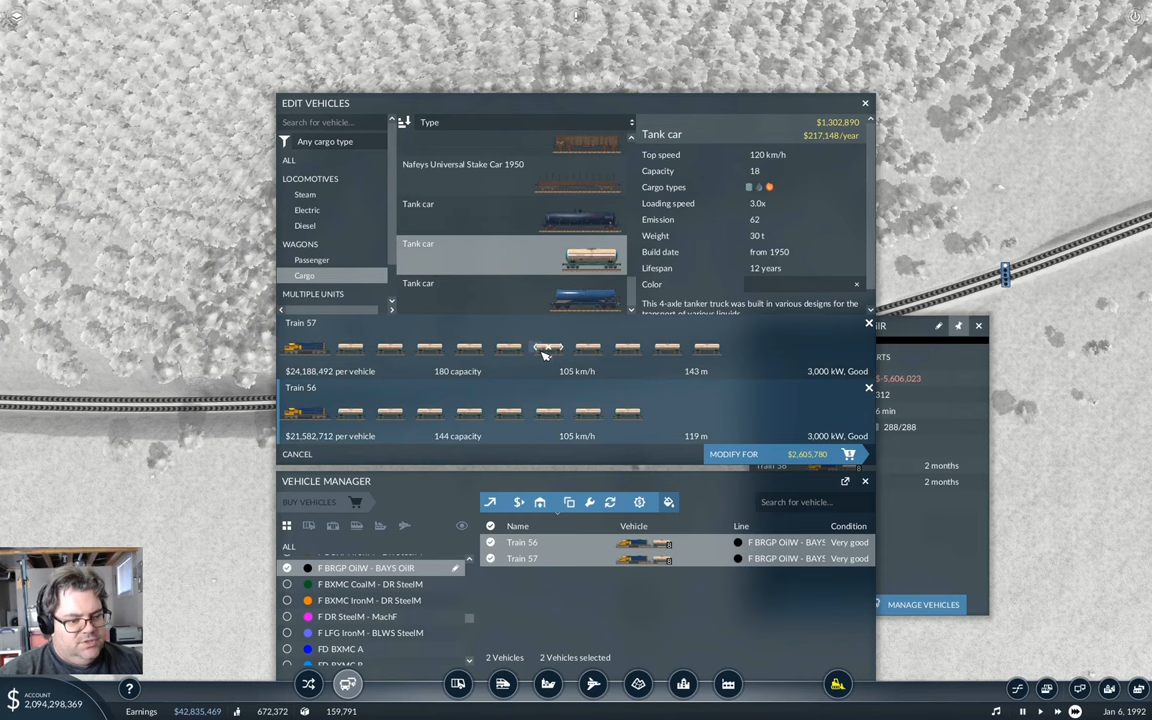 EDIT VEHICLES
Search for vehicle...
Type
$1,302,890
Tank car
$217,148/year
Any cargo type
Top speed 120 km/h
Nafeys Universal Stake Car 1950
ALL
Capacity 18
LOCOMOTIVES
Cargo types
Steam
Tank car
Loading speed 3.0x
Electric
Emission 62
Diesel
Weight 30 t
WAGONS
Tank car
Build date from 1950
Passenger
Lifespan 12 years
Cargo
Tank car
Color
MULTIPLE UNITS
This 4-axle tanker truck was built in various designs for the
Train 57
$24,188,492 per vehicle 180 capacity 105 km/h 143 m 3,000 kW, Good
Train 56
$21,582,712 per vehicle 144 capacity 105 km/h 119 m 3,000 kW, Good
CANCEL
MODIFY FOR $2,605,780
-5,606,023
312
6 min
288/288
2 months
2 months
MANAGE VEHICLES
VEHICLE MANAGER
BUY VEHICLES
Search for vehicle...
Name Vehicle Line Condition
ALL
Train 56 8 F BRGP OilW - BAYS Very good
Train 57 8 F BRGP OilW - BAYS Very good
F BRGP OilW - BAYS OilR
F BXMC CoalM - DR SteelM
F BXMC IronM - DR SteelM
F DR SteelM - MachF
F LFG IronM - BLWS SteelM
FD BXMC A
2 Vehicles 2 Vehicles selected
ACCOUNT
2,094,298,369
Earnings $42,835,469 672,372 159,791
Jan 6, 1992